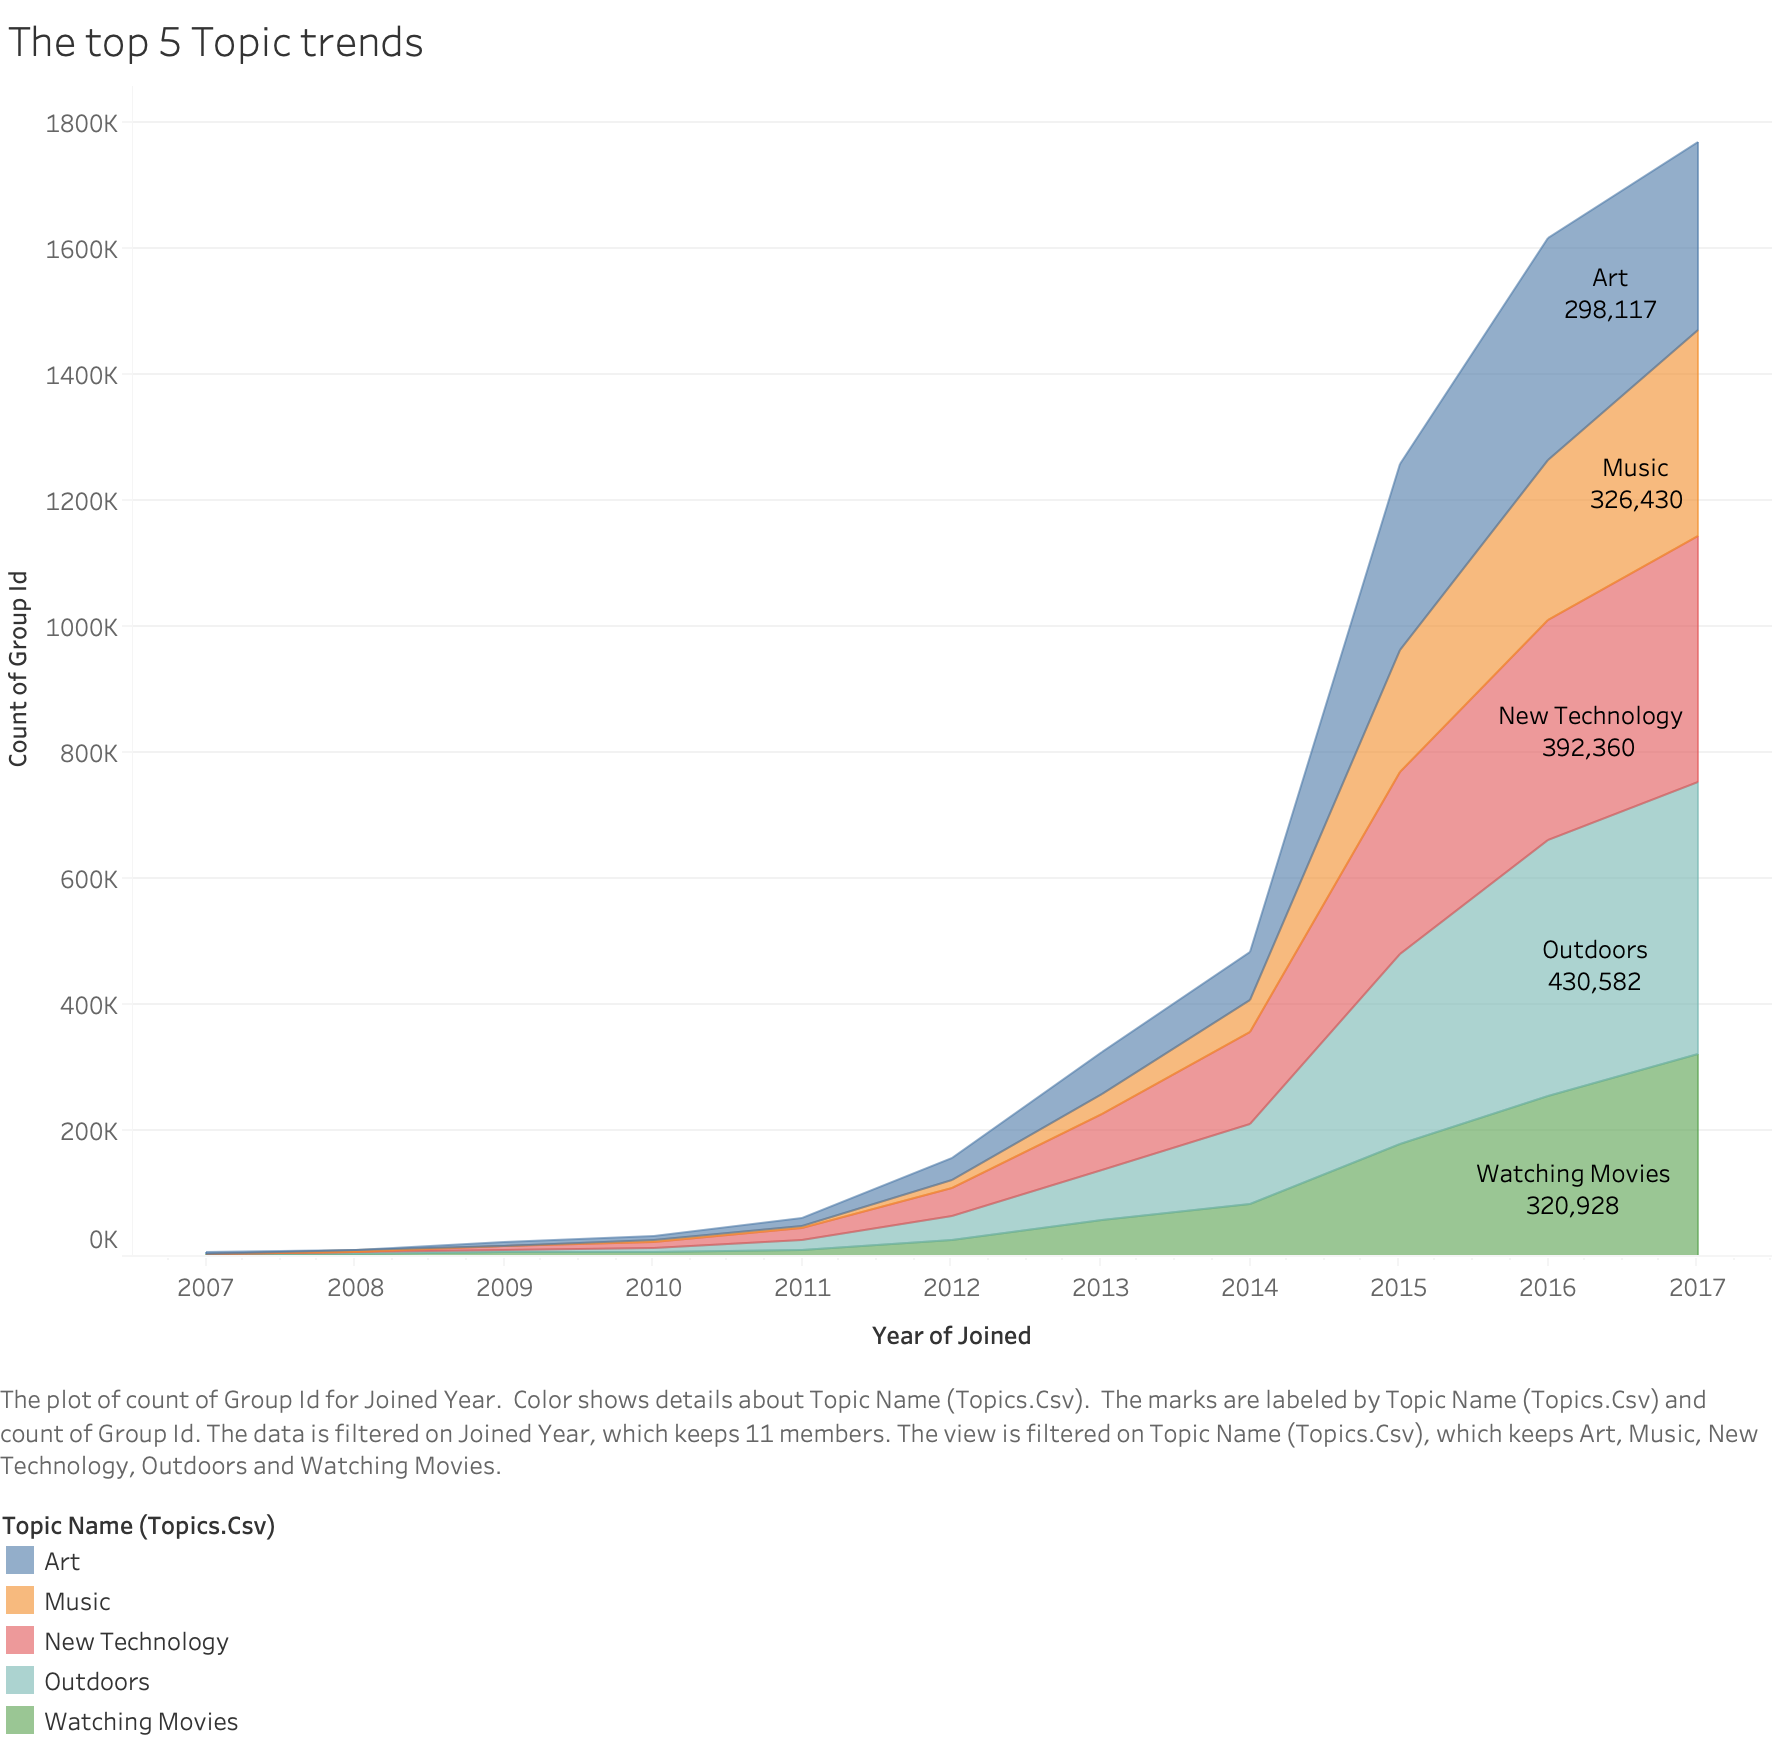 The top 5 Topic trends
1800K
1600K
1400K
1200K
1000K
800K
600K
400K
200K
0K
Count of Group Id
Art
298,117
Music
326,430
New Technology
392,360
Outdoors
430,582
Watching Movies
320,928
2007 2008 2009 2010 2011 2012 2013 2014 2015 2016 2017
Year of Joined
The plot of count of Group Id for Joined Year.  Color shows details about Topic Name (Topics.Csv).  The marks are labeled by Topic Name (Topics.Csv) and
count of Group Id. The data is filtered on Joined Year, which keeps 11 members. The view is filtered on Topic Name (Topics.Csv), which keeps Art, Music, New
Technology, Outdoors and Watching Movies.
Topic Name (Topics.Csv)
Art
Music
New Technology
Outdoors
Watching Movies